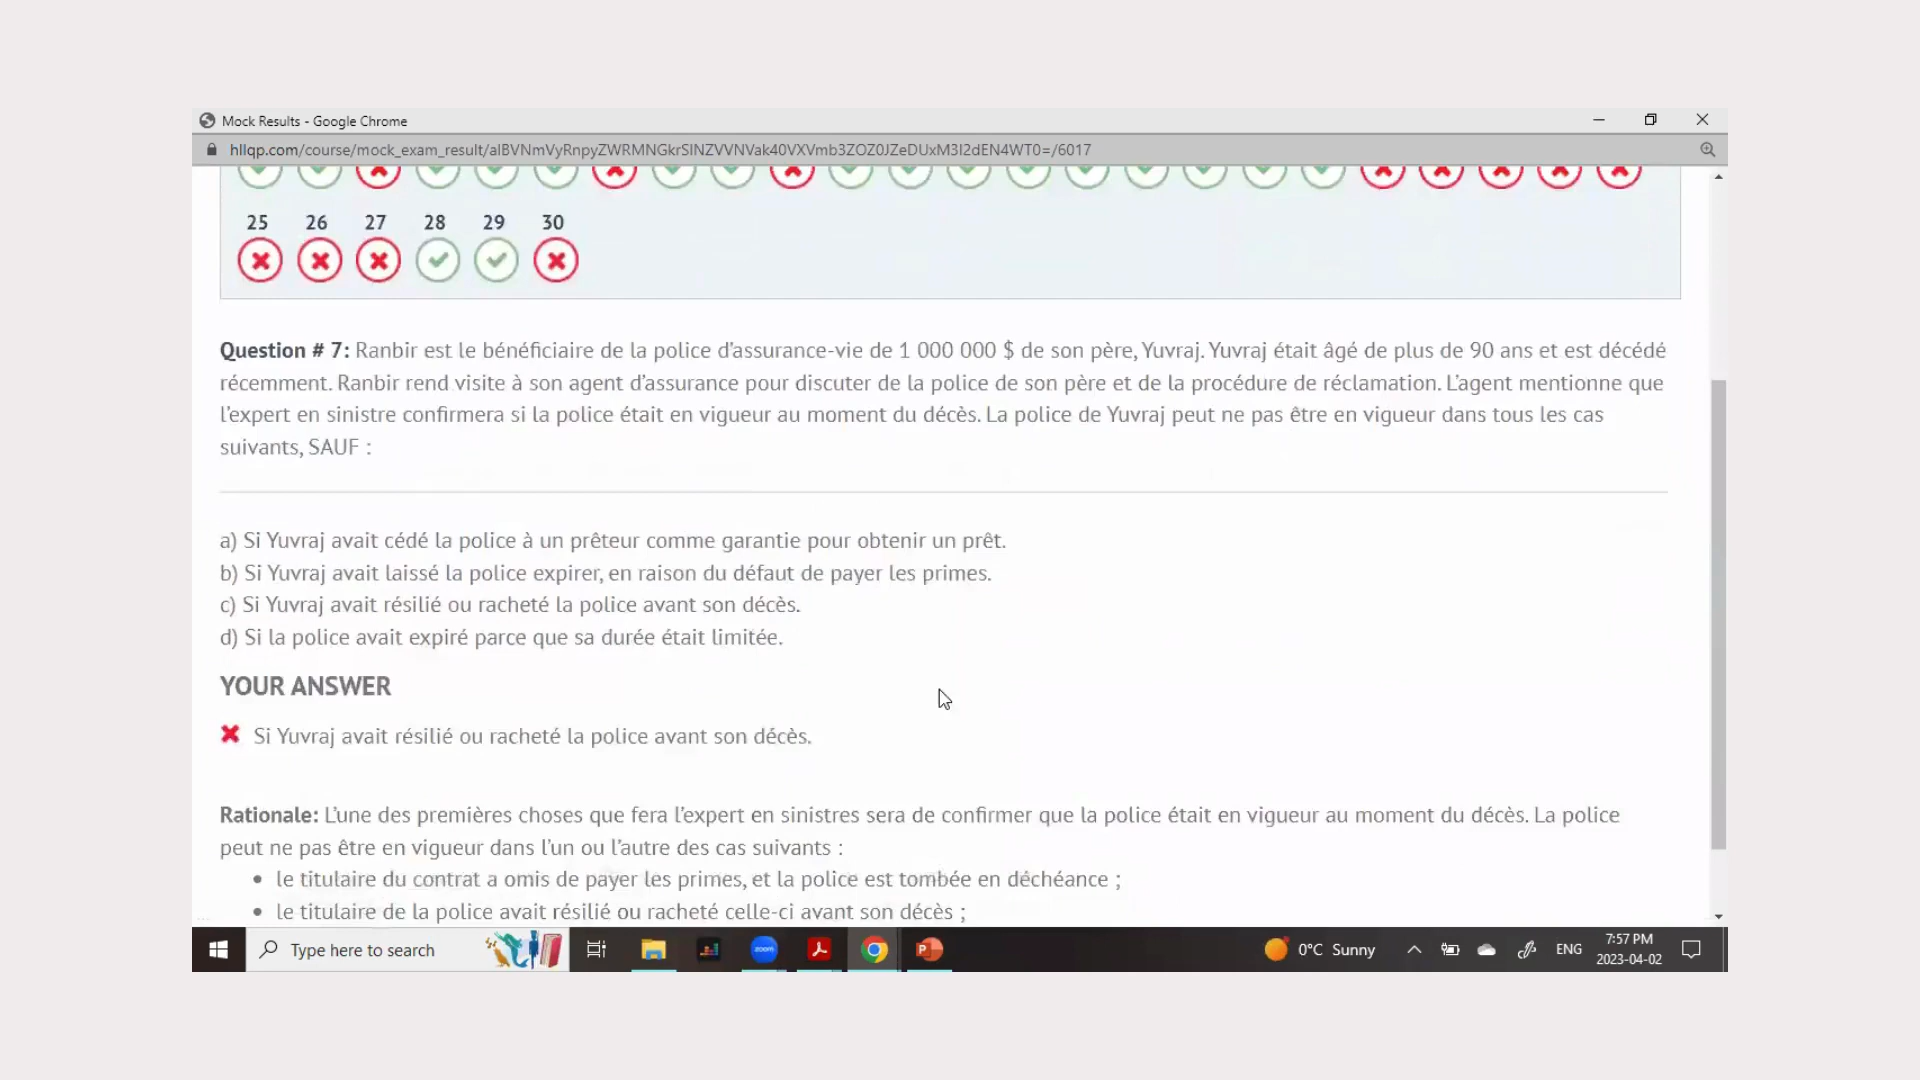 Mock Results - Google Chrome
hllqp.com/course/mock_exam_result/alBVNmVyRnpyZWRMNGkrSlNZVVNVak40VXVmb3ZOZ0JZeDUxM3I2dEN4WT0=/6017
25 26 27 28 29 30
Question # 7: Ranbir est le bénéficiaire de la police d'assurance-vie de 1 000 000 $ de son père, Yuvraj. Yuvraj était âgé de plus de 90 ans et est décédé
récemment. Ranbir rend visite à son agent d'assurance pour discuter de la police de son père et de la procédure de réclamation. L'agent mentionne que
l'expert en sinistre confirmera si la police était en vigueur au moment du décès. La police de Yuvraj peut ne pas être en vigueur dans tous les cas
suivants, SAUF :
a) Si Yuvraj avait cédé la police à un prêteur comme garantie pour obtenir un prêt.
b) Si Yuvraj avait laissé la police expirer, en raison du défaut de payer les primes.
c) Si Yuvraj avait résilié ou racheté la police avant son décès.
d) Si la police avait expiré parce que sa durée était limitée.
YOUR ANSWER
Si Yuvraj avait résilié ou racheté la police avant son décès.
Rationale: L'une des premières choses que fera l'expert en sinistres sera de confirmer que la police était en vigueur au moment du décès. La police
peut ne pas être en vigueur dans l'un ou l'autre des cas suivants :
• le titulaire du contrat a omis de payer les primes, et la police est tombée en déchéance ;
• le titulaire de la police avait résilié ou racheté celle-ci avant son décès ;
Type here to search
zoom
0°C Sunny
ENG
7:57 PM
2023-04-02